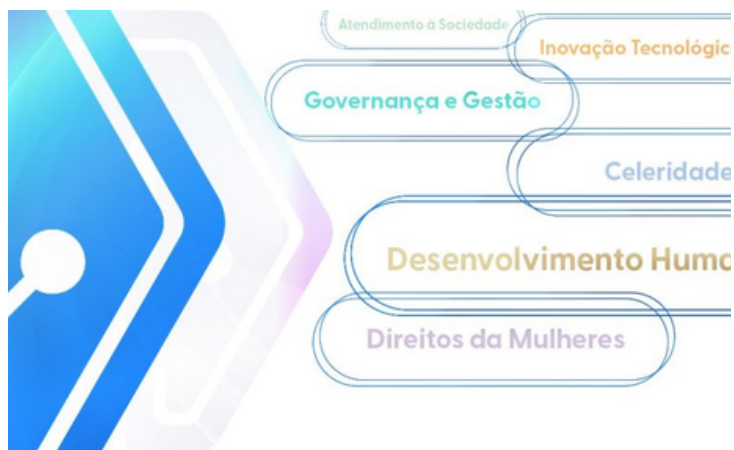 Atendimento à Sociedade
Inovação Tecnológic
Governança e Gestão
Celeridade
Desenvolvimento Huma
Direitos da Mulheres